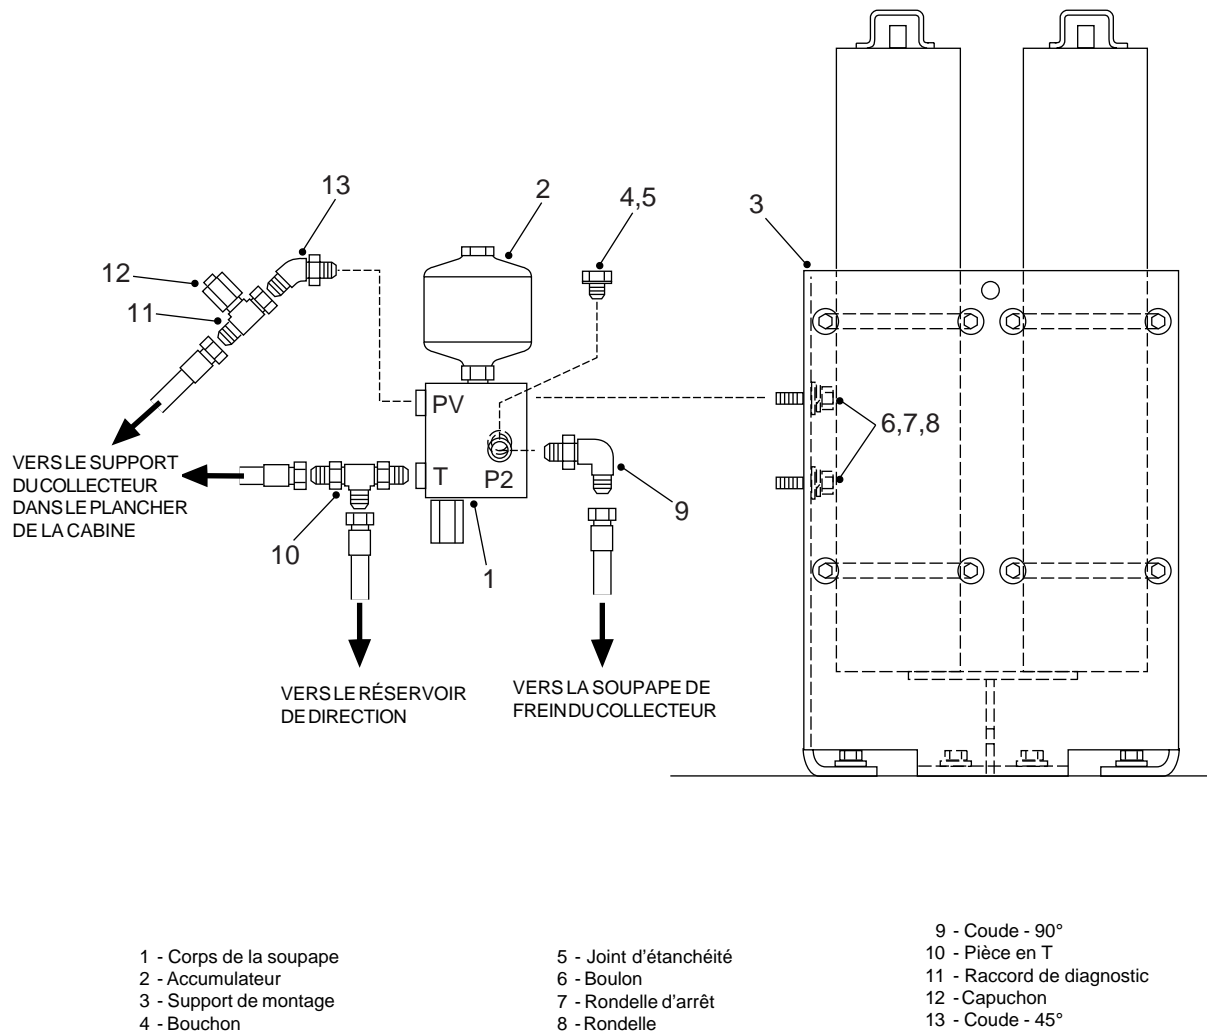 13
2
4,5
3
12
11
PV
6,7,8
T
P2
9
10
1
VERS LE SUPPORT
DU COLLECTEUR
DANS LE PLANCHER
DE LA CABINE
VERS LE RÉSERVOIR
DE DIRECTION
VERS LA SOUPAPE DE
FREIN DU COLLECTEUR
1 - Corps de la soupape
2 - Accumulateur
3 - Support de montage
4 - Bouchon
5 - Joint d'étanchéité
6 - Boulon
7 - Rondelle d'arrêt
8 - Rondelle
9 - Coude - 90°
10 - Pièce en T
11 - Raccord de diagnostic
12 - Capuchon
13 - Coude - 45°